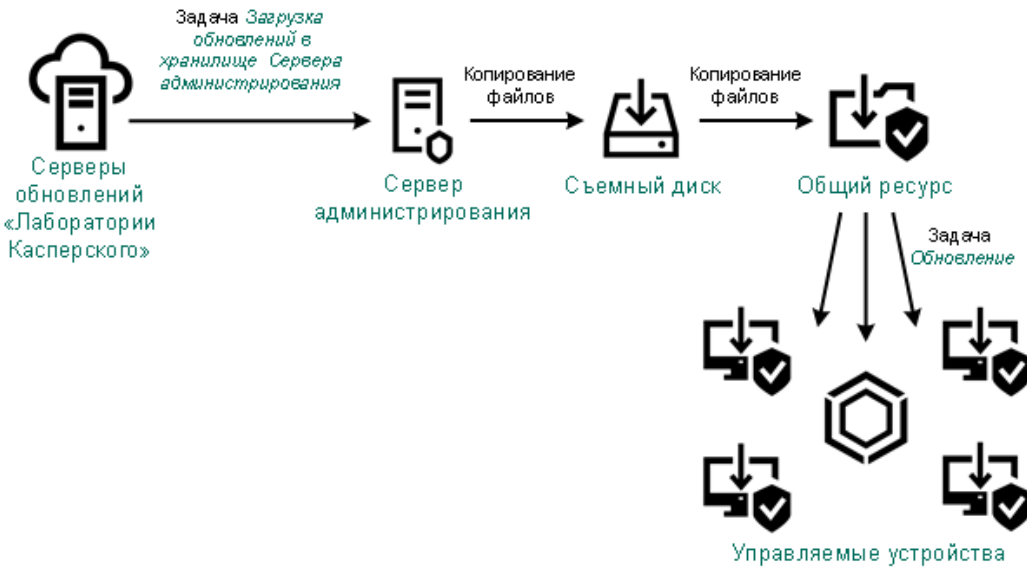 Задача Загрузка
обновлений в
хранилище Сервера
администрирования
Копирование
файлов
Копирование
файлов
Серверы
обновлений
«Лаборатории
Касперского»
Сервер
администрирования
Съемный диск
Общий ресурс
Задача
Обновление
Управляемые устройства